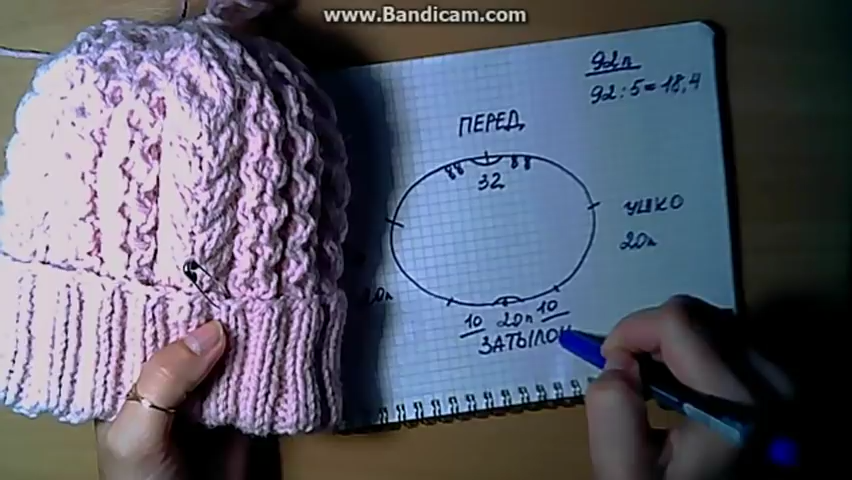 www.Bandicam.com
92п
92:5=18,4
ПЕРЕД
32
УШКО
20п
10 20п 10
ЗАТЫЛОК